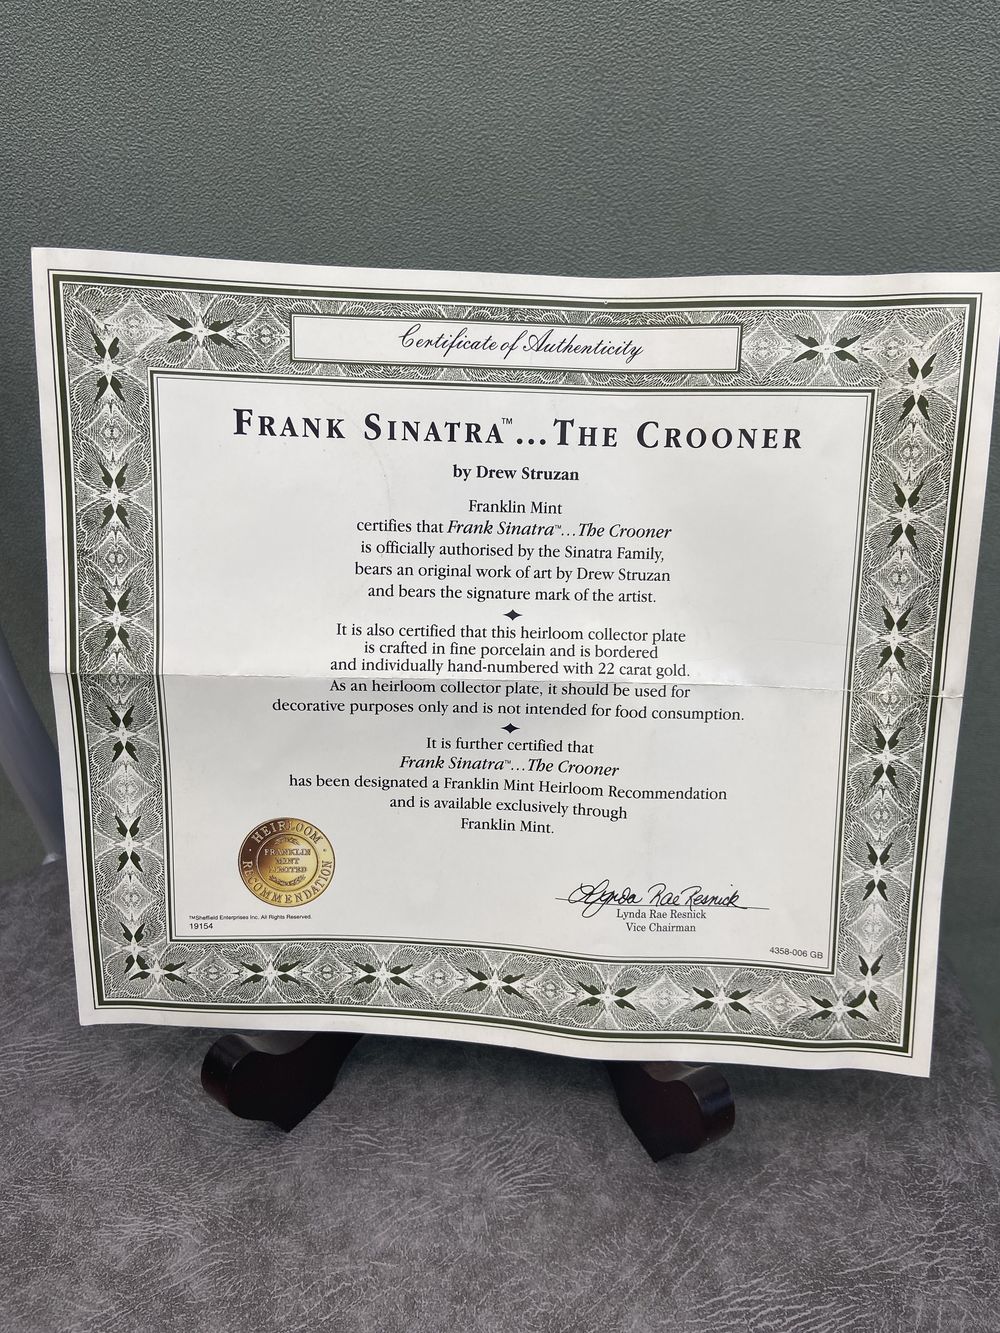 Certificate of Authenticity
FRANK SINATRA™...THE CROONER
by Drew Struzan
Franklin Mint
certifies that Frank Sinatra™...The Crooner
is officially authorised by the Sinatra Family,
bears an original work of art by Drew Struzan
and bears the signature mark of the artist.
It is also certified that this heirloom collector plate
is crafted in fine porcelain and is bordered
and individually hand-numbered with 22 carat gold.
As an heirloom collector plate, it should be used for
decorative purposes only and is not intended for food consumption.
It is further certified that
Frank Sinatra™...The Crooner
has been designated a Franklin Mint Heirloom Recommendation
and is available exclusively through
Franklin Mint.
HEIRLOOM
FRANKLIN
MINT
LIMITED
RECOMMENDATION
Lynda Rae Resnick
Lynda Rae Resnick
Vice Chairman
™Sheffield Enterprises Inc. All Rights Reserved.
19154
4358-006 GB